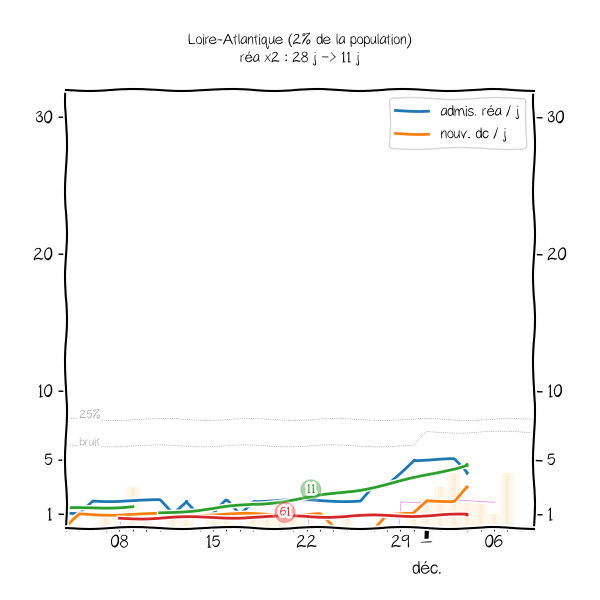 Loire-Atlantique (2% de la population)
réa x2 : 28 j -> 11 j
admis. réa / j
nouv. dc / j
30 30
20 20
10 10
25%
bruit
5 5
11
61
1 1
08 15 22 29 06
déc.